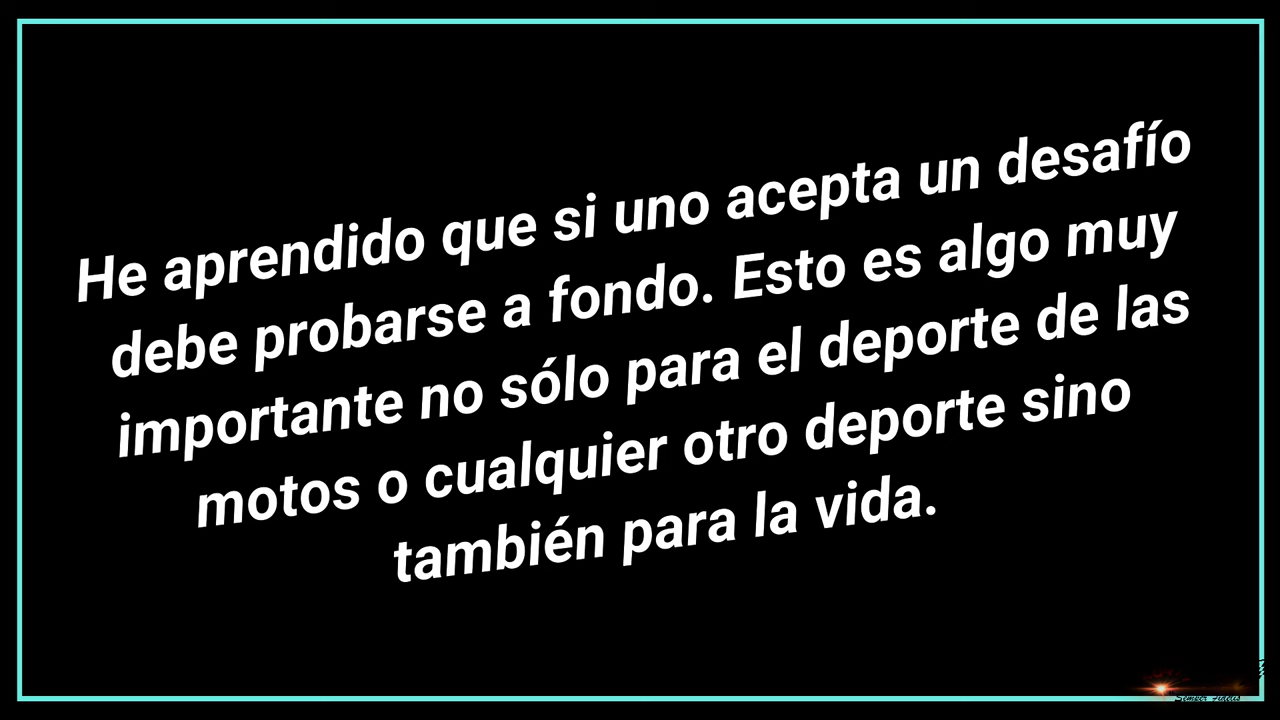 He aprendido que si uno acepta un desafío
debe probarse a fondo. Esto es algo muy
importante no sólo para el deporte de las
motos o cualquier otro deporte sino
también para la vida.